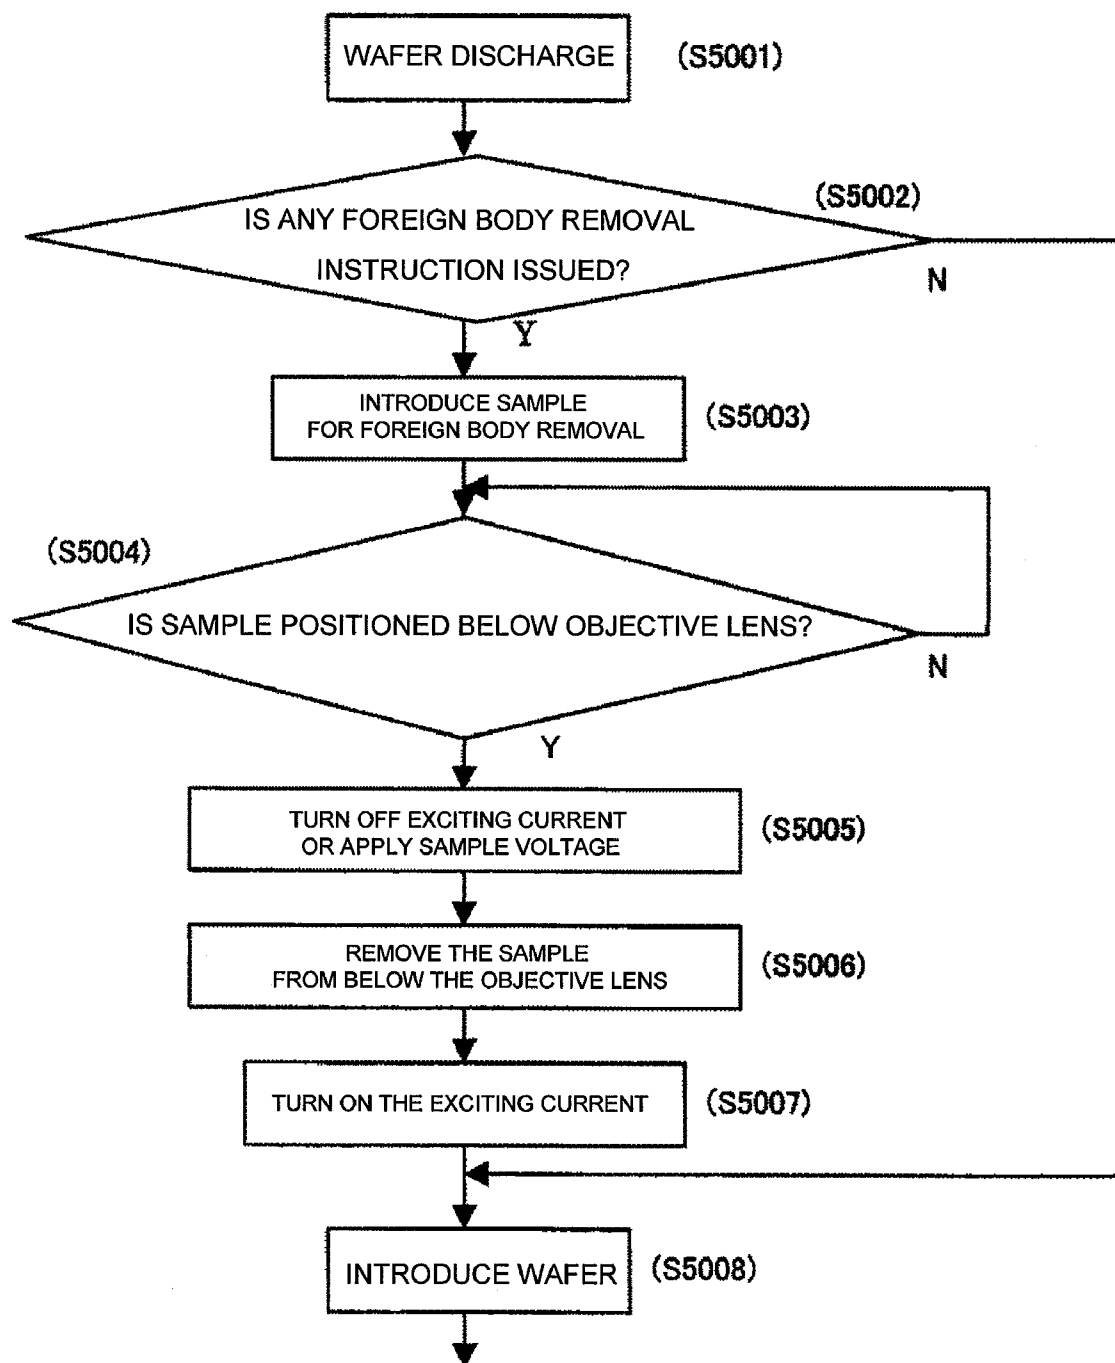 WAFER DISCHARGE
(S5001)
(S5002)
IS ANY FOREIGN BODY REMOVAL
INSTRUCTION ISSUED?
N
Y
INTRODUCE SAMPLE
FOR FOREIGN BODY REMOVAL
(S5003)
(S5004)
IS SAMPLE POSITIONED BELOW OBJECTIVE LENS?
N
Y
TURN OFF EXCITING CURRENT
OR APPLY SAMPLE VOLTAGE
(S5005)
REMOVE THE SAMPLE
FROM BELOW THE OBJECTIVE LENS
(S5006)
TURN ON THE EXCITING CURRENT
(S5007)
INTRODUCE WAFER
(S5008)